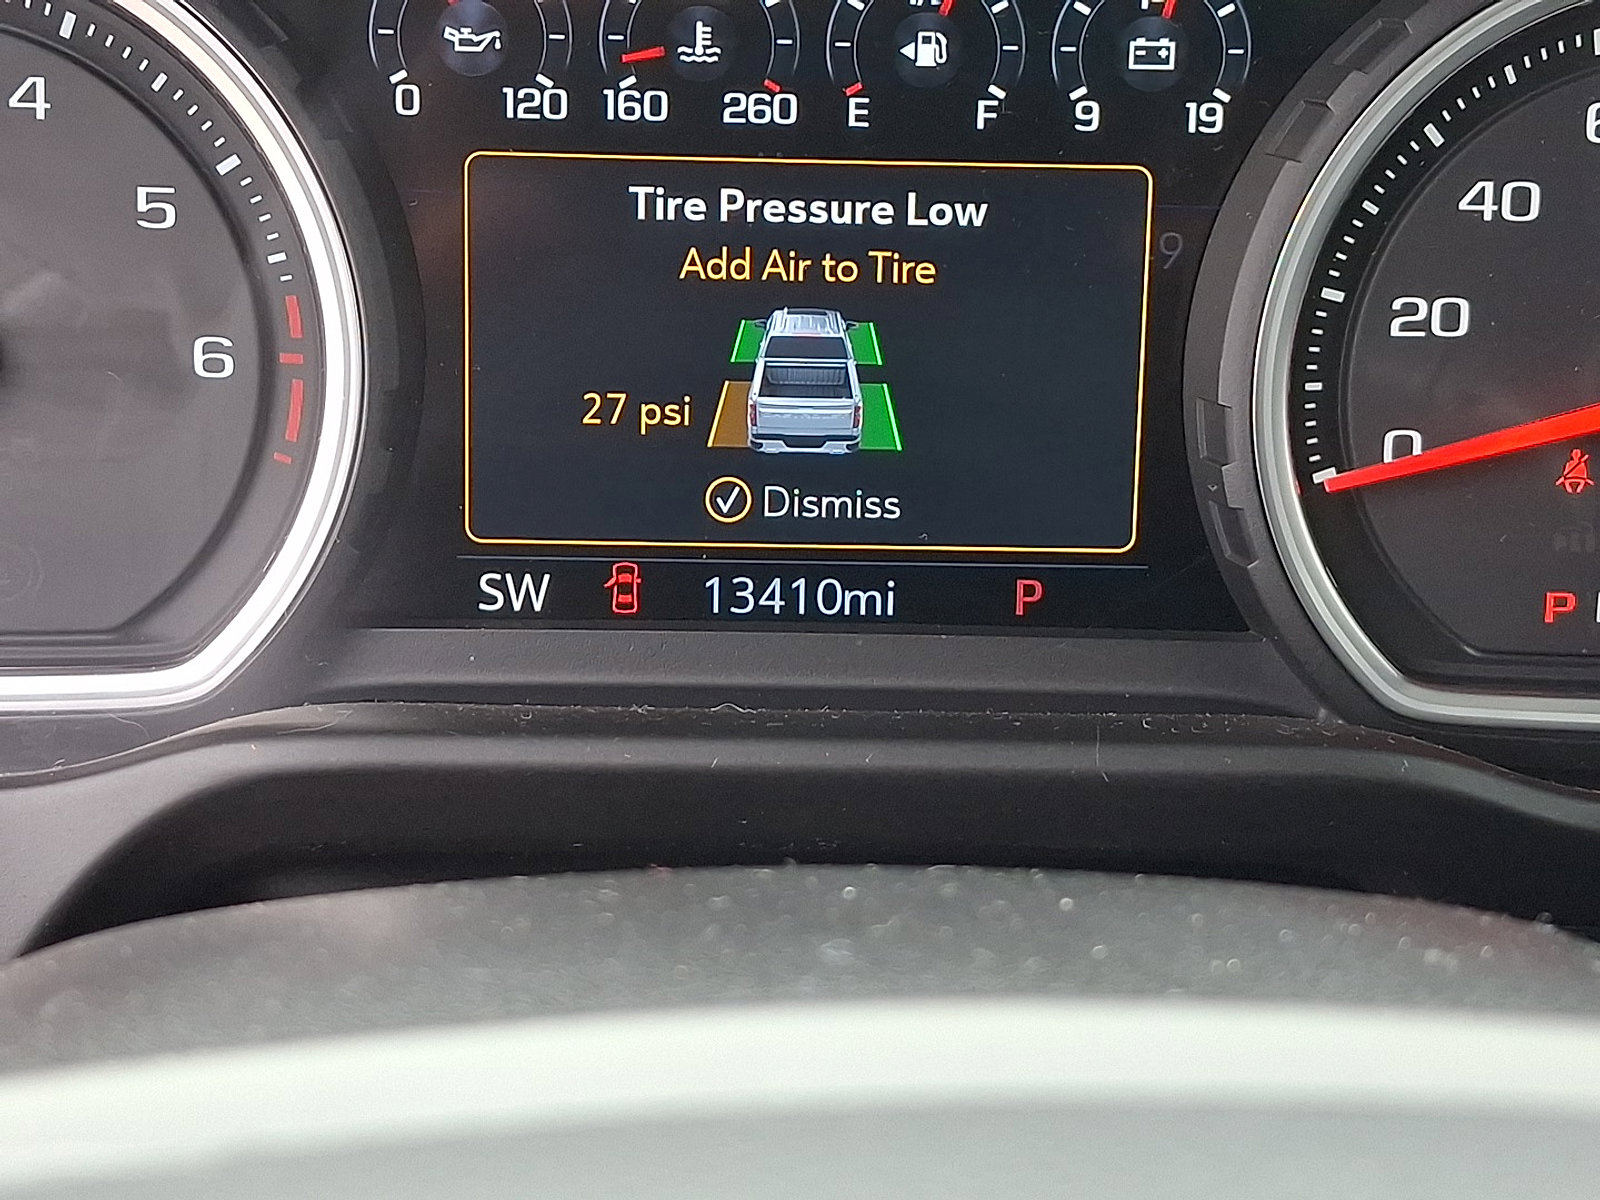 0 120 160 260 E F 9 19
4
5
6
Tire Pressure Low
Add Air to Tire
27 psi
Dismiss
SW 13410mi P
40
20
0
P